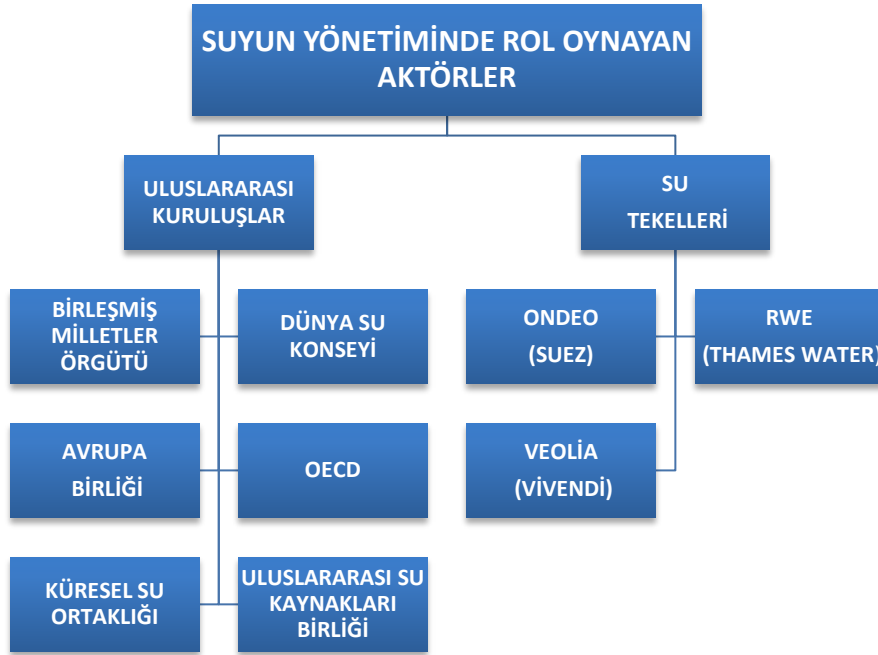 SUYUN YÖNETİMİNDE ROL OYNAYAN
AKTÖRLER
ULUSLARARASI
KURULUŞLAR
SU
TEKELLERİ
BİRLEŞMİŞ
MİLLETLER
ÖRGÜTÜ
DÜNYA SU
KONSEYİ
ONDEO
(SUEZ)
RWE
(THAMES WATER)
AVRUPA
BİRLİĞİ
OECD
VEOLİA
(VİVENDİ)
KÜRESEL SU
ORTAKLIĞI
ULUSLARARASI SU
KAYNAKLARI
BİRLİĞİ